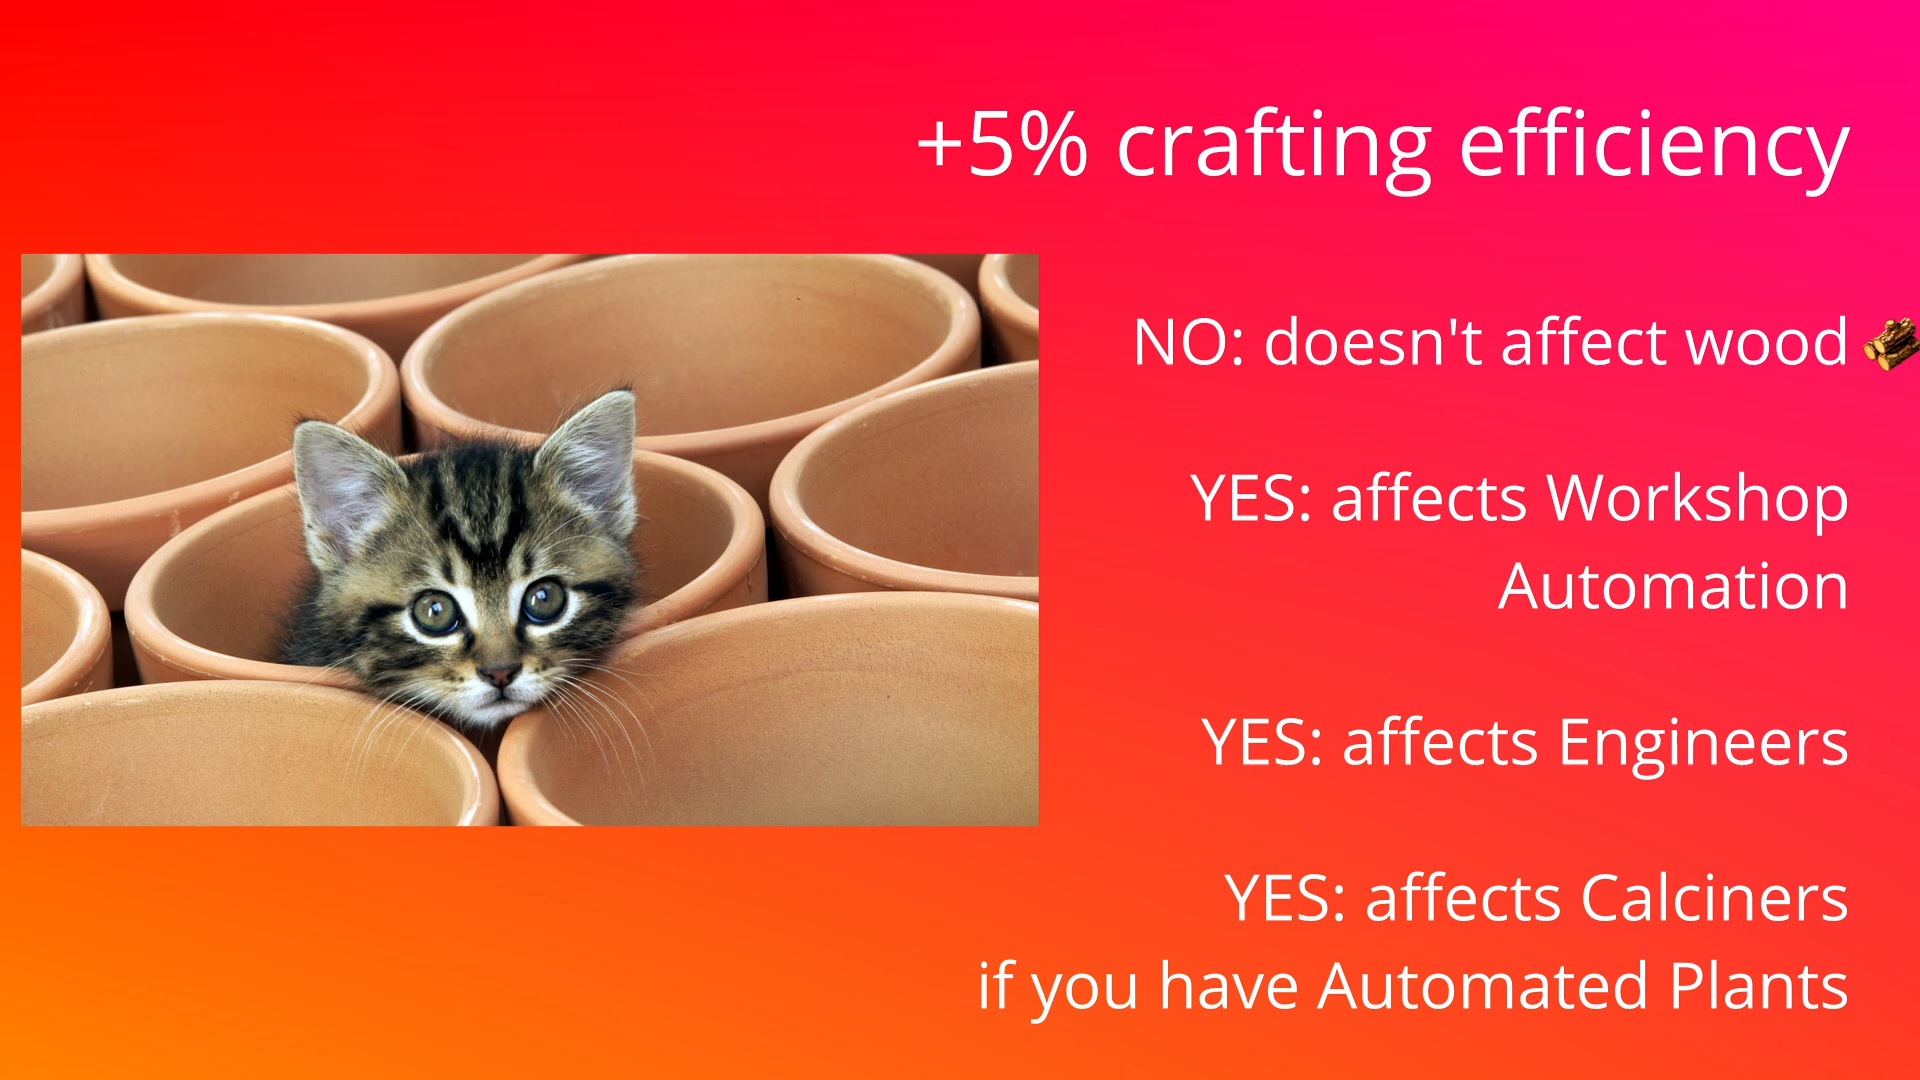 +5% crafting efficiency
NO: doesn't affect wood 🪵
YES: affects Workshop
Automation
YES: affects Engineers
YES: affects Calciners
if you have Automated Plants